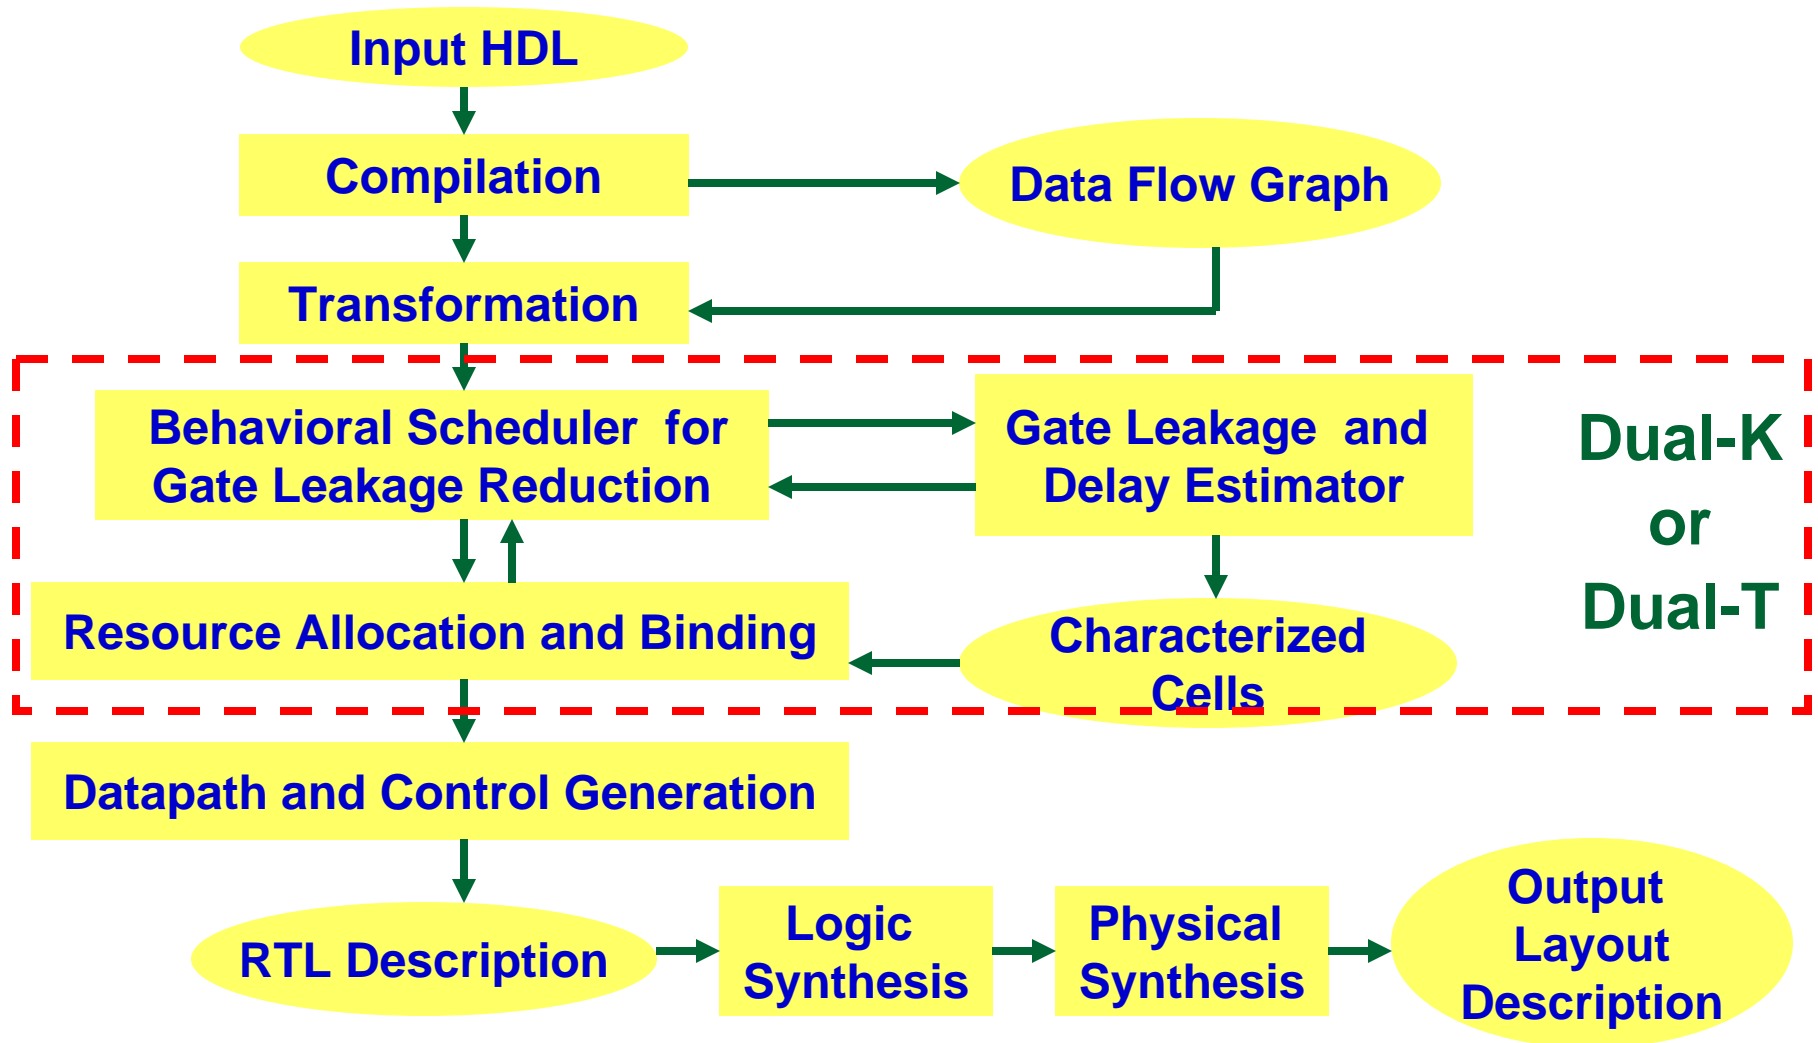 Input HDL
Compilation
Data Flow Graph
Transformation
Behavioral Scheduler for
Gate Leakage Reduction
Gate Leakage and
Delay Estimator
Dual-K
or
Dual-T
Resource Allocation and Binding
Characterized
Cells
Datapath and Control Generation
RTL Description
Logic
Synthesis
Physical
Synthesis
Output
Layout
Description